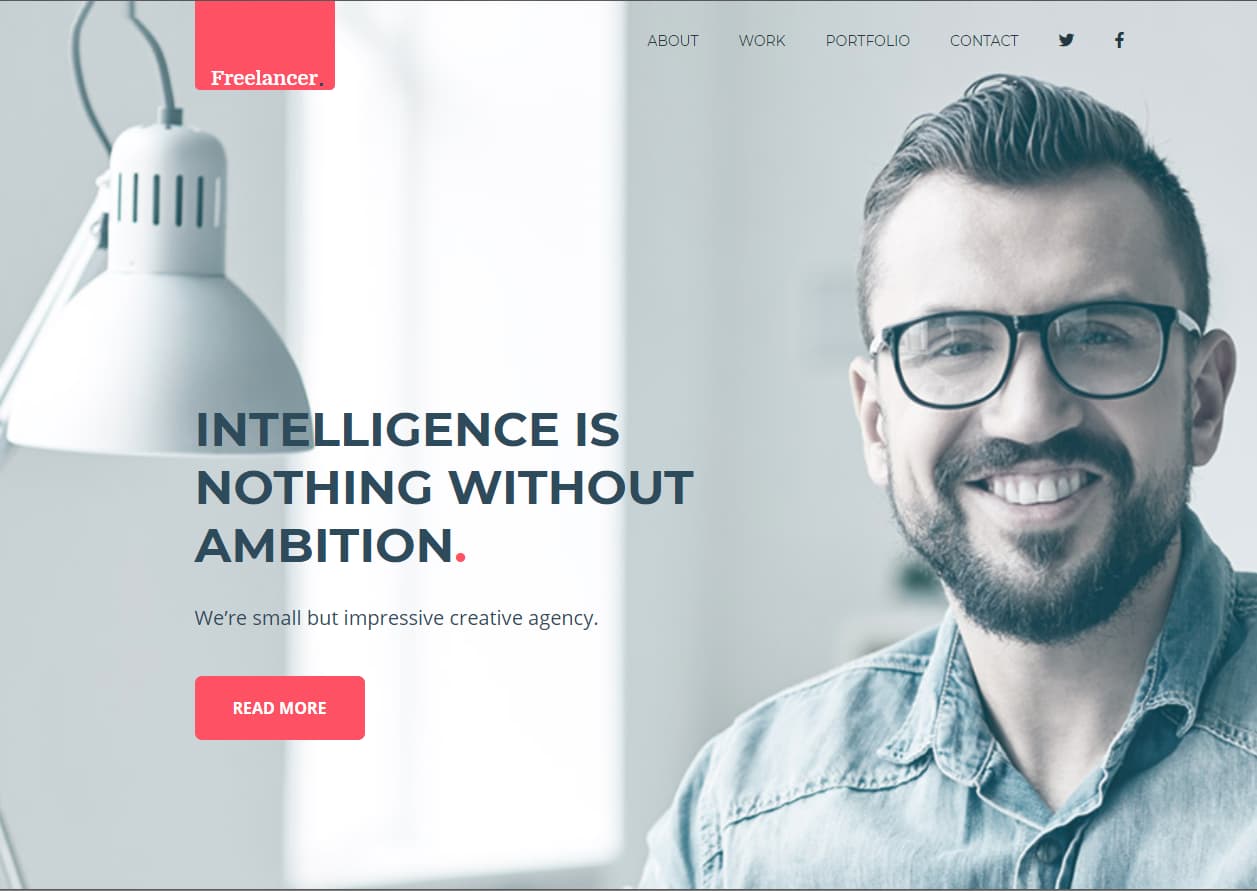 Freelancer.
ABOUT WORK PORTFOLIO CONTACT
INTELLIGENCE IS
NOTHING WITHOUT
AMBITION.
We’re small but impressive creative agency.
READ MORE